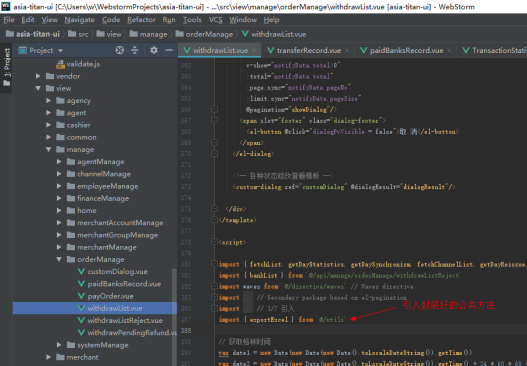 asia-titan-ui [C:\Users\w\WebstormProjects\asia-titan-ui] - ...\src\view\manage\orderManage\withdrawList.vue [asia-titan-ui] - WebStorm
File Edit View Navigate Code Refactor Run Tools VCS Window Help
asia-titan-ui src view manage orderManage withdrawList.vue
1: Project
Project
withdrawList.vue transferRecord.vue paidBanksRecord.vue TransactionStati
validate.js
vendor
view
agency
agent
cashier
common
manage
agentManage
channelManage
employeeManage
financeManage
home
merchantAccountManage
merchantGroupManage
merchantManage
orderManage
customDialog.vue
paidBanksRecord.vue
payOrder.vue
withdrawList.vue
withdrawListReject.vue
withdrawPendingRefund.vu
systemManage
merchant
v-show="notifyData.total>0"
:total="notifyData.total"
:page.sync="notifyData.pageNo"
:limit.sync="notifyData.pageSize"
@pagination="showDialog"/>
<span slot="footer" class="dialog-footer">
<el-button @click="dialogPvVisible = false">取 消</el-button>
</span>
</el-dialog>
<!-- 各种状态修改查看模板 -->
<custom-dialog ref="customDialog" @dialogResult="dialogResult"/>
</div>
</template>
<script>
import { fetchList, getDayStatistics, getDaySynchronism, fetchChannelList, getDayReissue,
import { bankList } from '@/api/manage/orderManage/withdrawListReject'
import waves from '@/directive/waves' // Waves directive
import ... // Secondary package based on el-pagination
import ... // 1/7 引入
import { exportExcel } from '@/utils'
引入封装好的公共方法
// 获取格林时间
var date1 = new Date(new Date(new Date().toLocaleDateString()).getTime())
var date2 = new Date(new Date(new Date().toLocaleDateString()).getTime() + 24 * 60 * 60 *